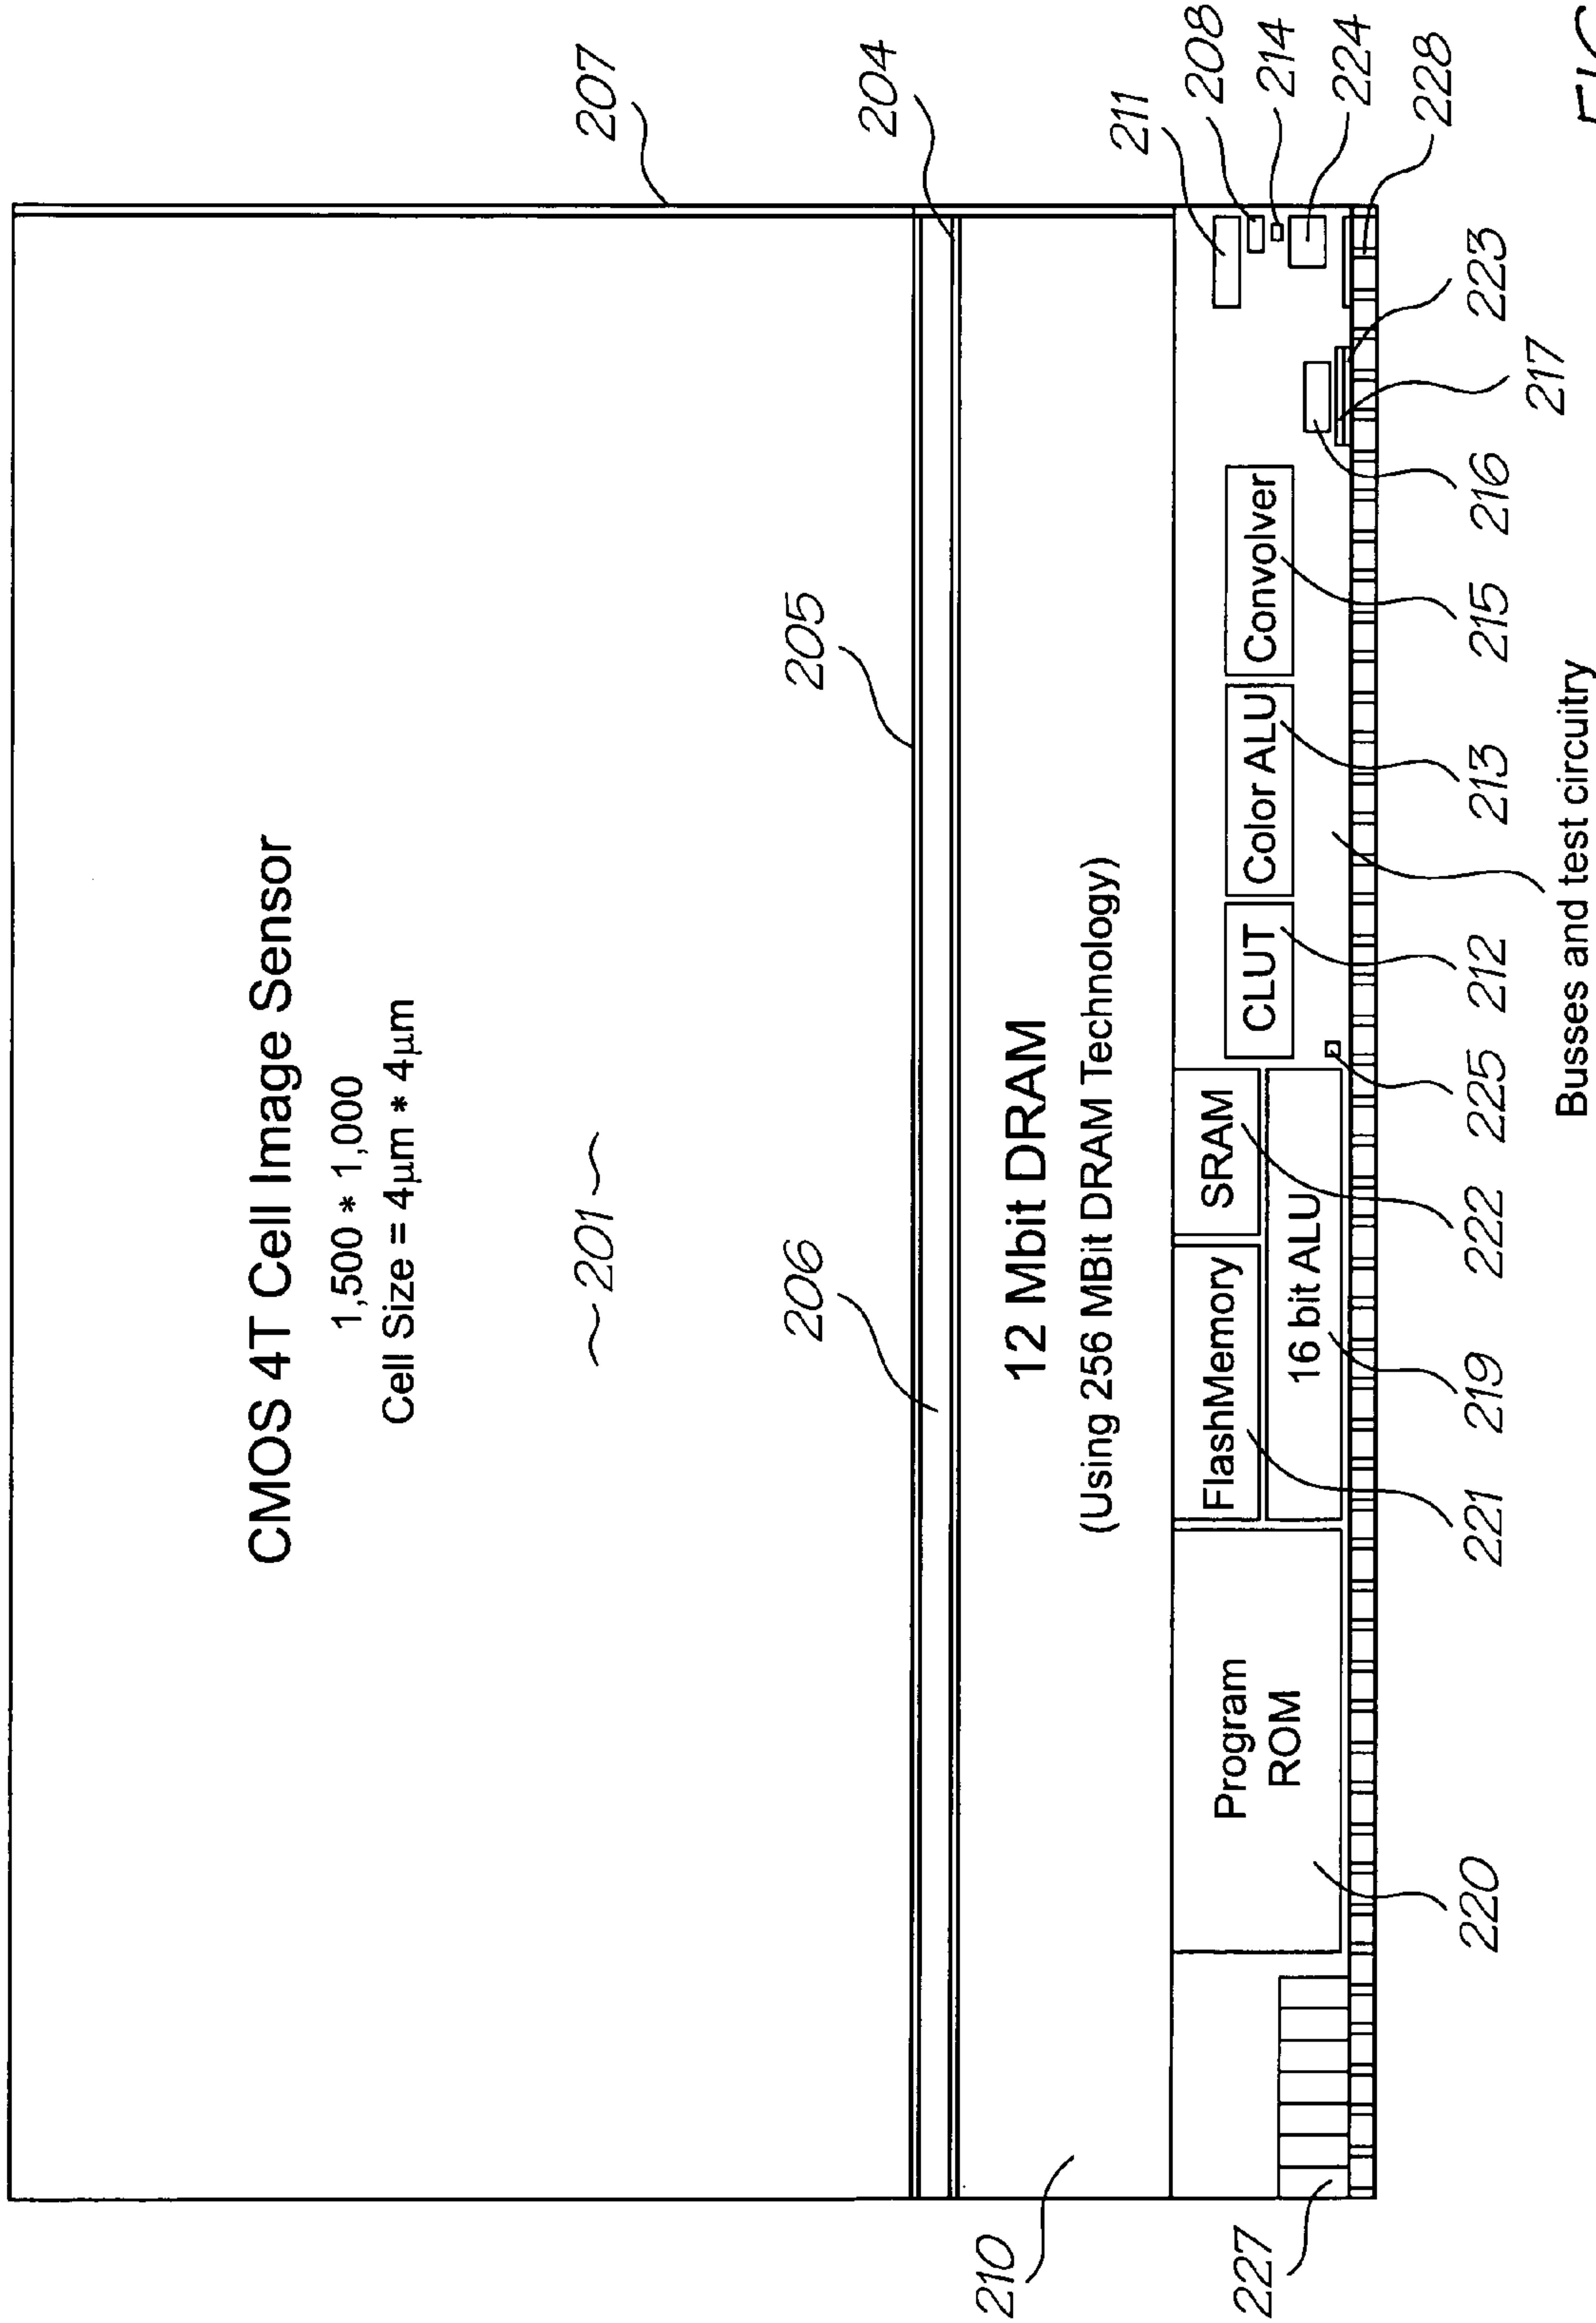 CMOS 4T Cell Image Sensor
1,500 * 1,000
Cell Size = 4µm * 4µm
~201~
207
206
205
204
210
12 Mbit DRAM
(Using 256 MBit DRAM Technology)
211
208
214
224
228
Program
ROM
FlashMemory
SRAM
16 bit ALU
CLUT
Color ALU
Convolver
227
220
221
219
222
225
212
213
215
216
223
217
Busses and test circuitry